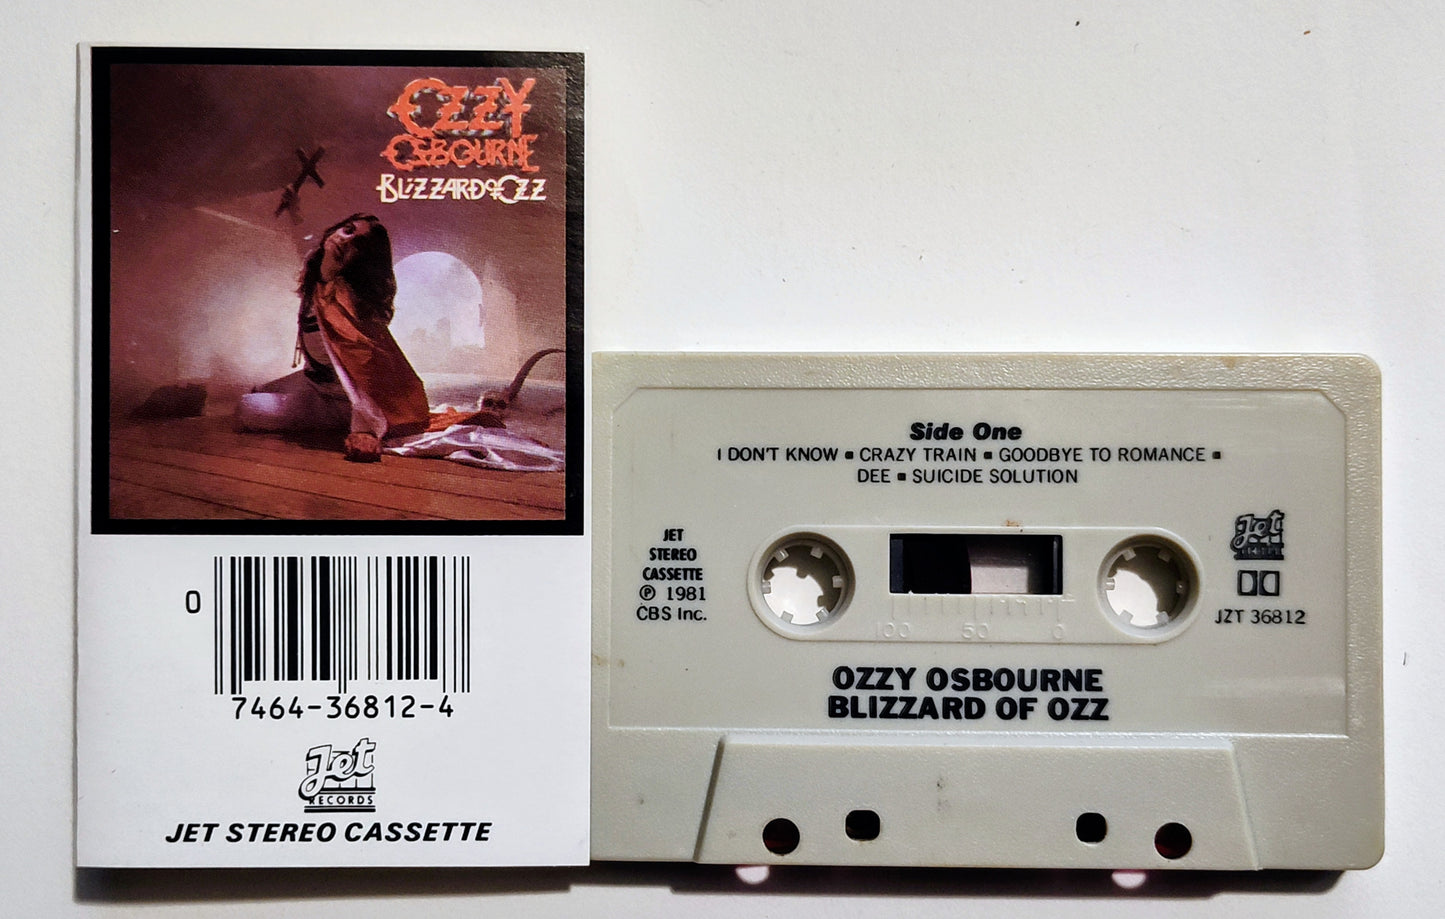 OZZY
OSBOURNE
BLIZZARD OF OZZ
0
7464-36812-4
Jet
RECORDS
JET STEREO CASSETTE
Side One
I DON'T KNOW ▪ CRAZY TRAIN ▪ GOODBYE TO ROMANCE ▪
DEE ▪ SUICIDE SOLUTION
JET
STEREO
CASSETTE
℗ 1981
CBS Inc.
Jet
RECORDS
JZT 36812
100 50 0
OZZY OSBOURNE
BLIZZARD OF OZZ